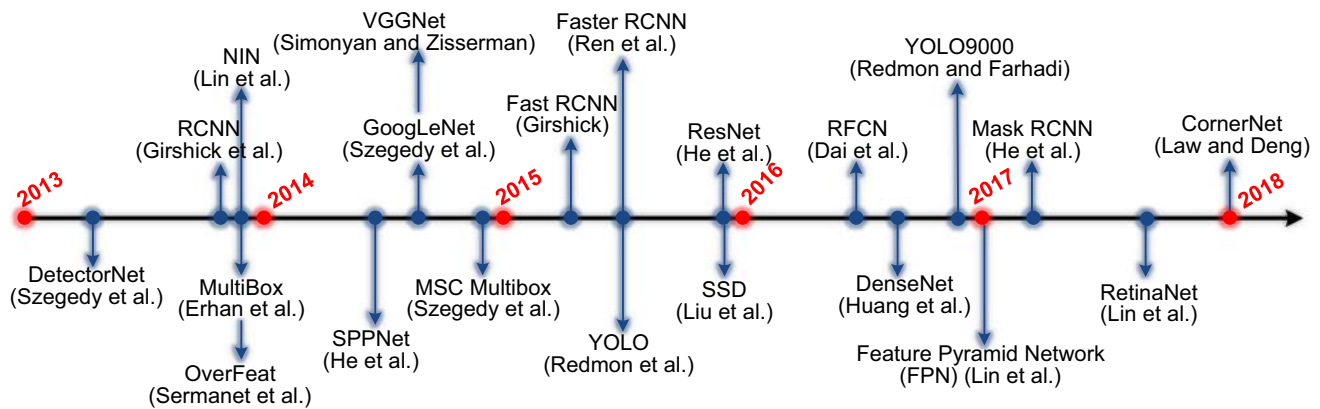 VGGNet
(Simonyan and Zisserman)
Faster RCNN
(Ren et al.)
NIN
(Lin et al.)
YOLO9000
(Redmon and Farhadi)
RCNN
(Girshick et al.)
GoogLeNet
(Szegedy et al.)
Fast RCNN
(Girshick)
ResNet
(He et al.)
RFCN
(Dai et al.)
Mask RCNN
(He et al.)
CornerNet
(Law and Deng)
2013
2014
2015
2016
2017
2018
DetectorNet
(Szegedy et al.)
MultiBox
(Erhan et al.)
OverFeat
(Sermanet et al.)
SPPNet
(He et al.)
MSC Multibox
(Szegedy et al.)
YOLO
(Redmon et al.)
SSD
(Liu et al.)
DenseNet
(Huang et al.)
Feature Pyramid Network
(FPN) (Lin et al.)
RetinaNet
(Lin et al.)